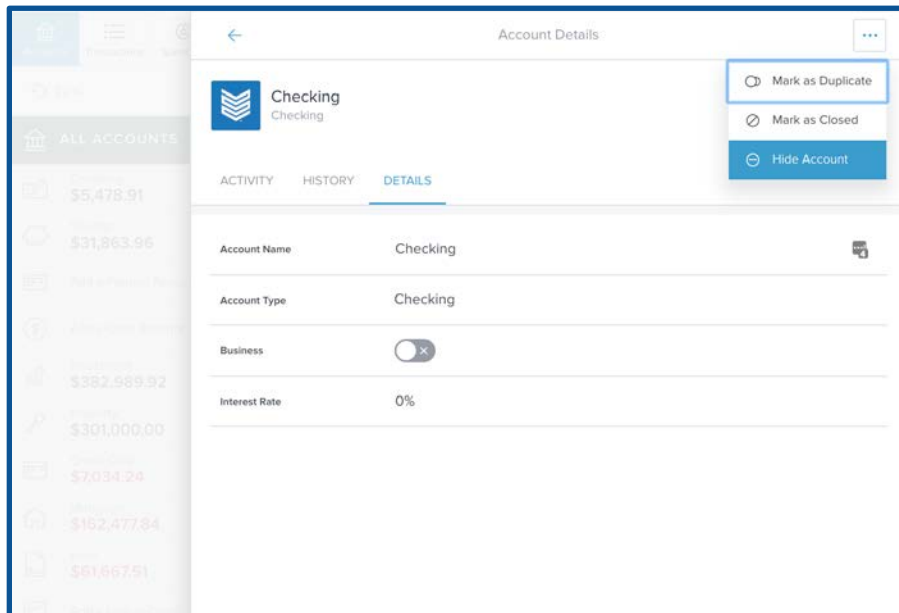 Account Details
Checking
Checking
Mark as Duplicate
Mark as Closed
Hide Account
ACTIVITY HISTORY DETAILS
Account Name Checking
Account Type Checking
Business
Interest Rate 0%
ALL ACCOUNTS
$5,478.91
$31,863.96
$382,989.92
$301,000.00
$7,034.24
$162,477.84
$61,667.51